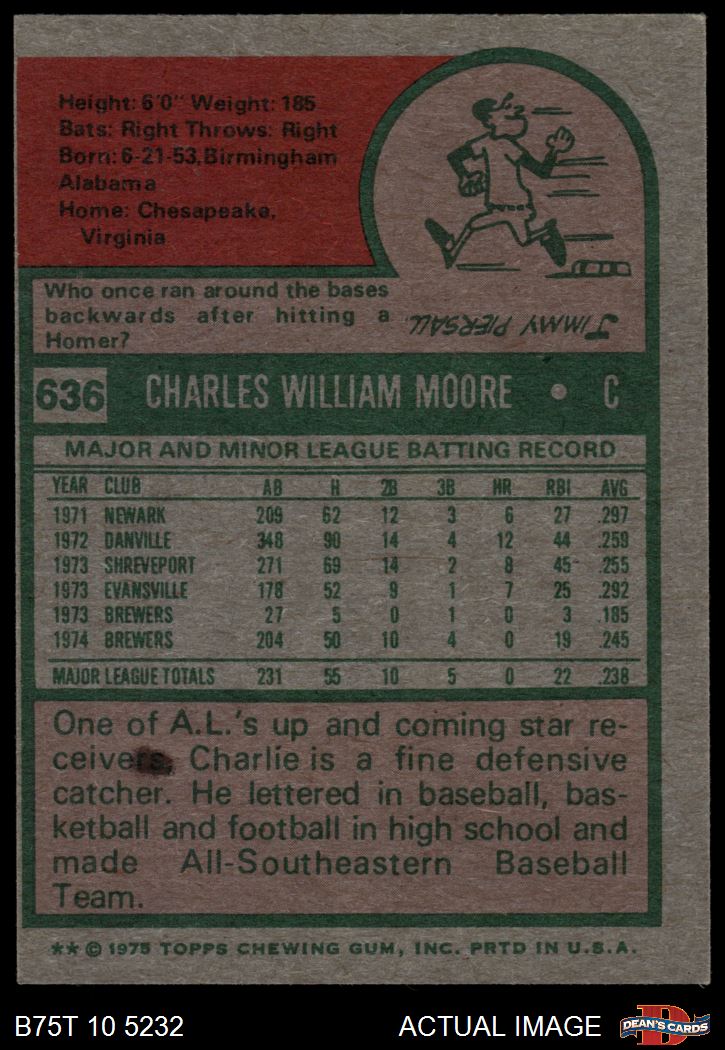 Height: 6'0" Weight: 185
Bats: Right Throws: Right
Born: 6-21-53, Birmingham
Alabama
Home: Chesapeake,
Virginia
Who once ran around the bases
backwards after hitting a
Homer?
JIMMY PIERSALL
636 CHARLES WILLIAM MOORE • C
MAJOR AND MINOR LEAGUE BATTING RECORD
YEAR CLUB AB H 2B 3B HR RBI AVG
1971 NEWARK 209 62 12 3 6 27 .297
1972 DANVILLE 348 90 14 4 12 44 .259
1973 SHREVEPORT 271 69 14 2 8 45 .255
1973 EVANSVILLE 178 52 9 1 7 25 .292
1973 BREWERS 27 5 0 1 0 3 .185
1974 BREWERS 204 50 10 4 0 19 .245
MAJOR LEAGUE TOTALS 231 55 10 5 0 22 .238
One of A.L.'s up and coming star re-
ceivers, Charlie is a fine defensive
catcher. He lettered in baseball, bas-
ketball and football in high school and
made All-Southeastern Baseball
Team.
** © 1975 TOPPS CHEWING GUM, INC. PRTD IN U.S.A.
B75T 10 5232 ACTUAL IMAGE D DEAN'S CARDS